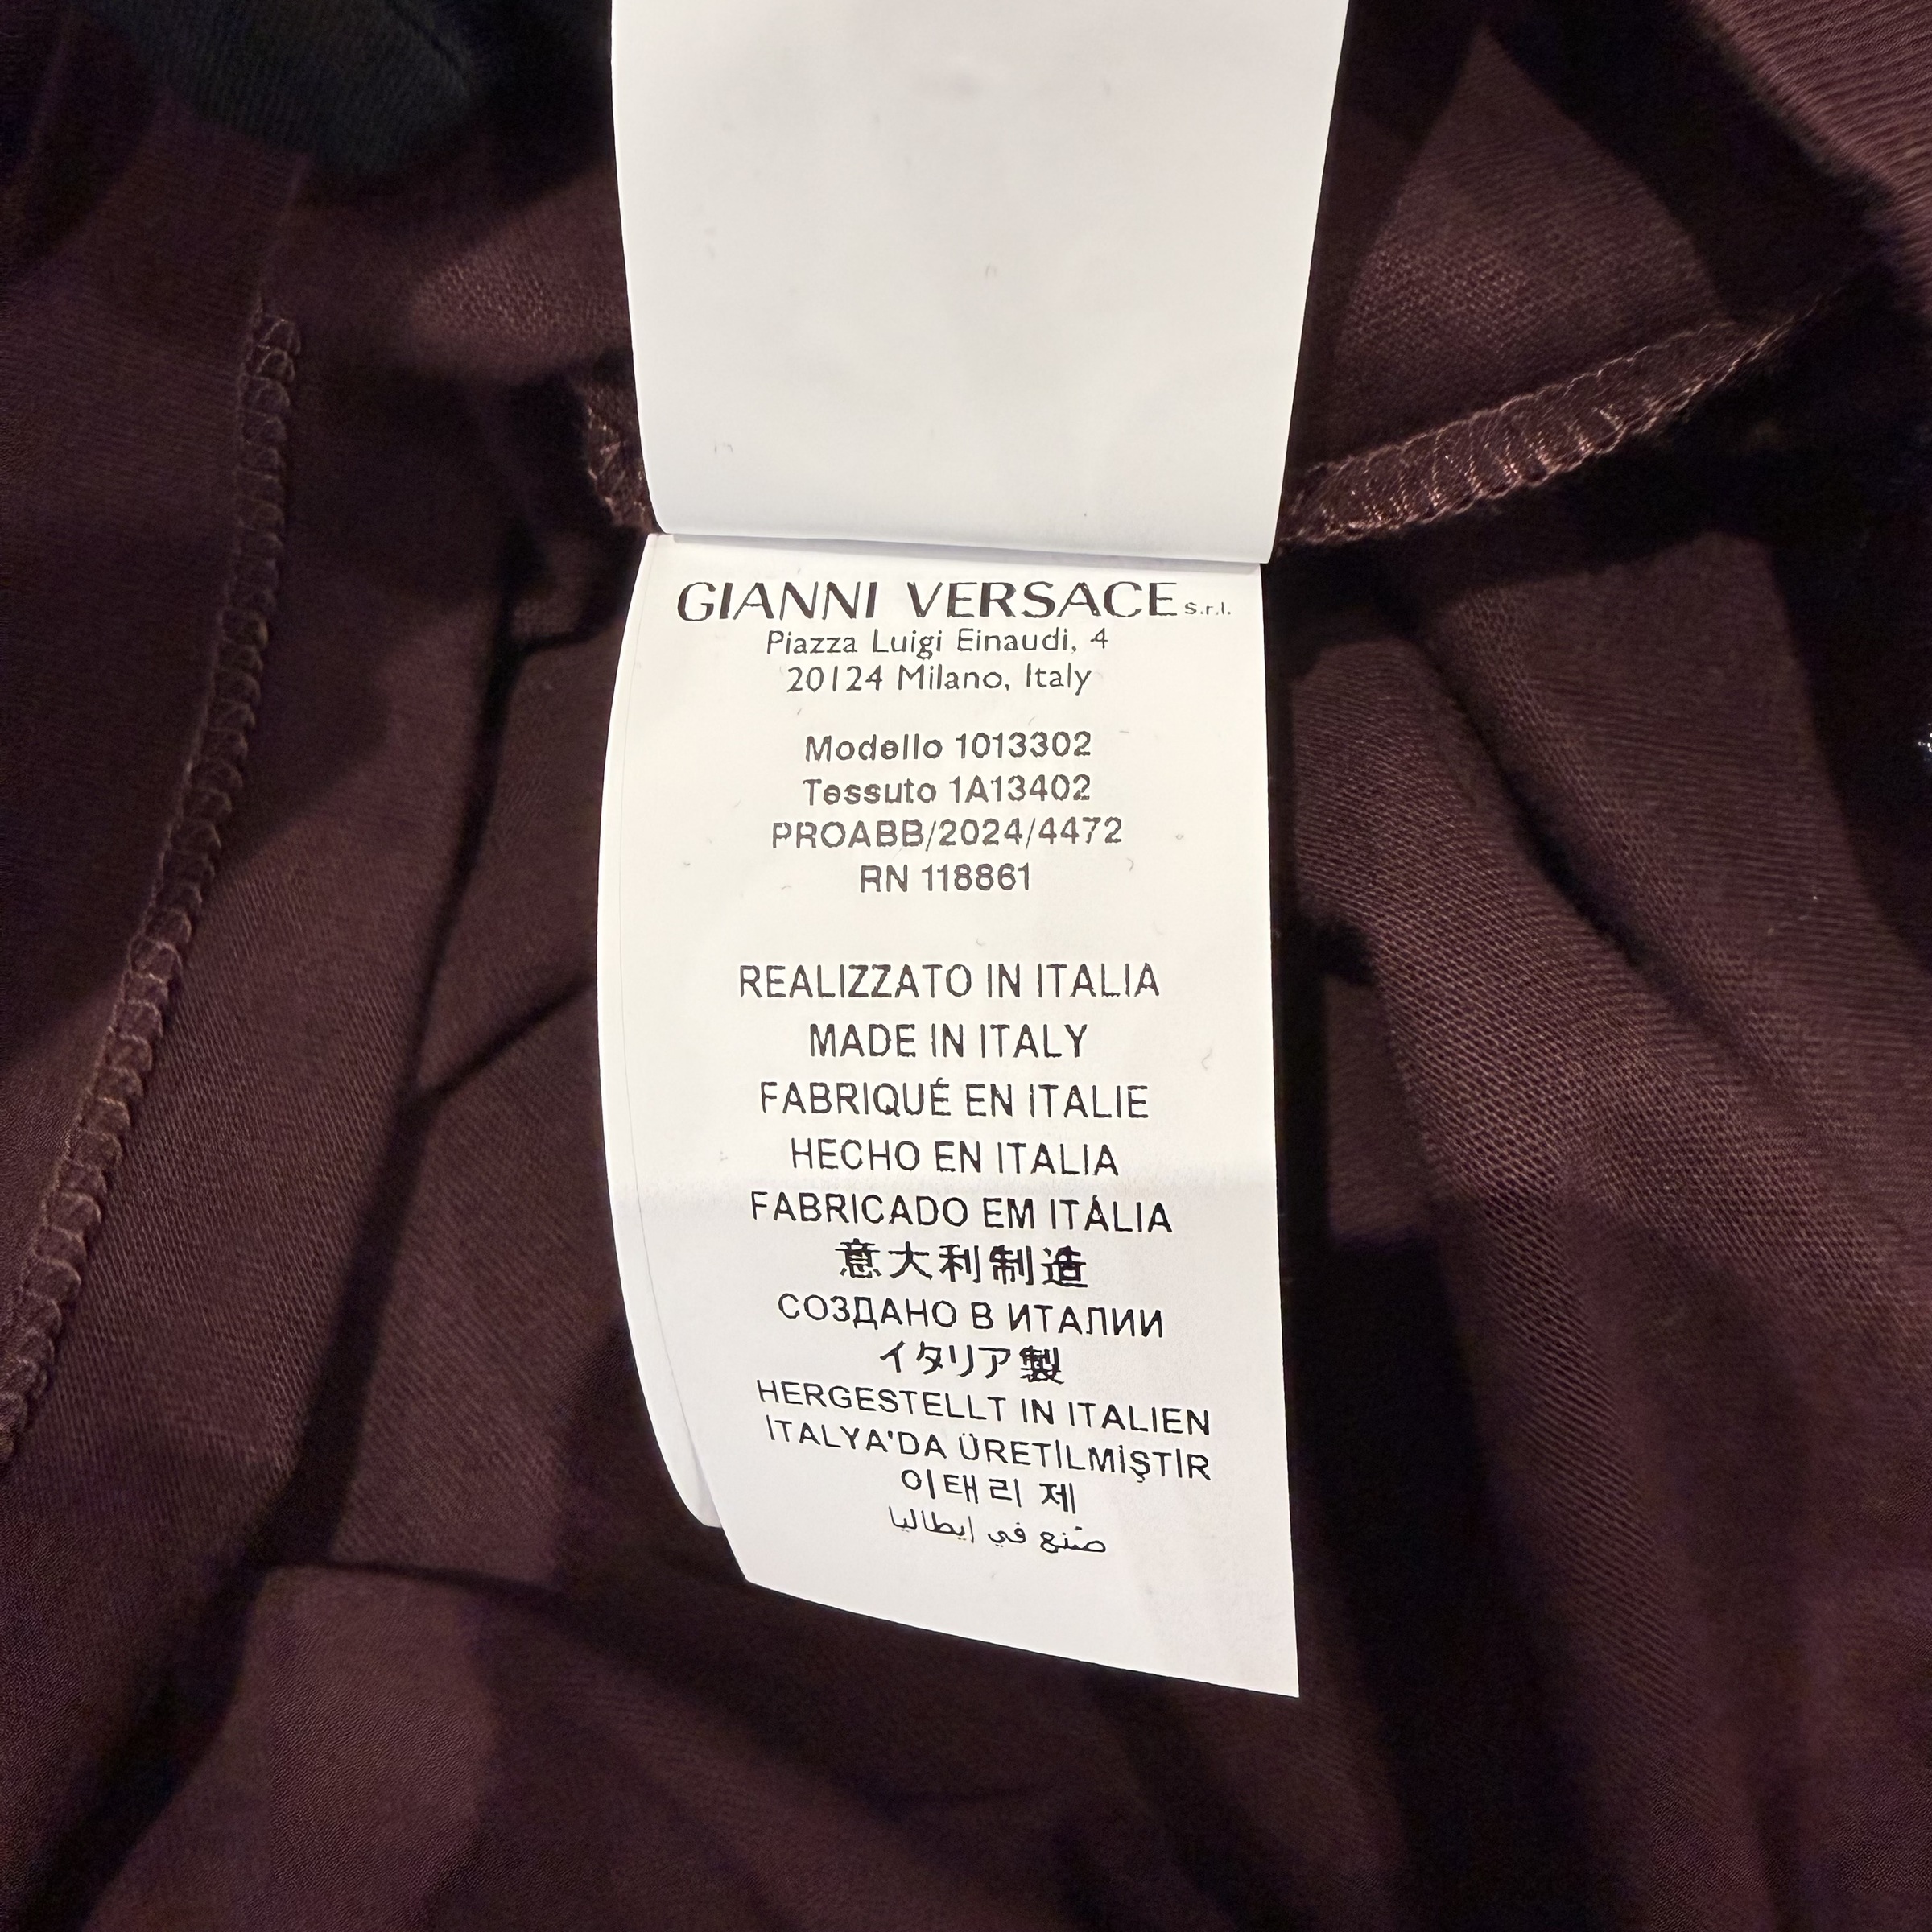 GIANNI VERSACE s.r.l.
Piazza Luigi Einaudi, 4
20124 Milano, Italy
Modello 1013302
Tessuto 1A13402
PROABB/2024/4472
RN 118861
REALIZZATO IN ITALIA
MADE IN ITALY
FABRIQUÉ EN ITALIE
HECHO EN ITALIA
FABRICADO EM ITÁLIA
意大利制造
СОЗДАНО В ИТАЛИИ
イタリア製
HERGESTELLT IN ITALIEN
İTALYA'DA ÜRETİLMİŞTİR
이태리 제
صّنع في إيطاليا